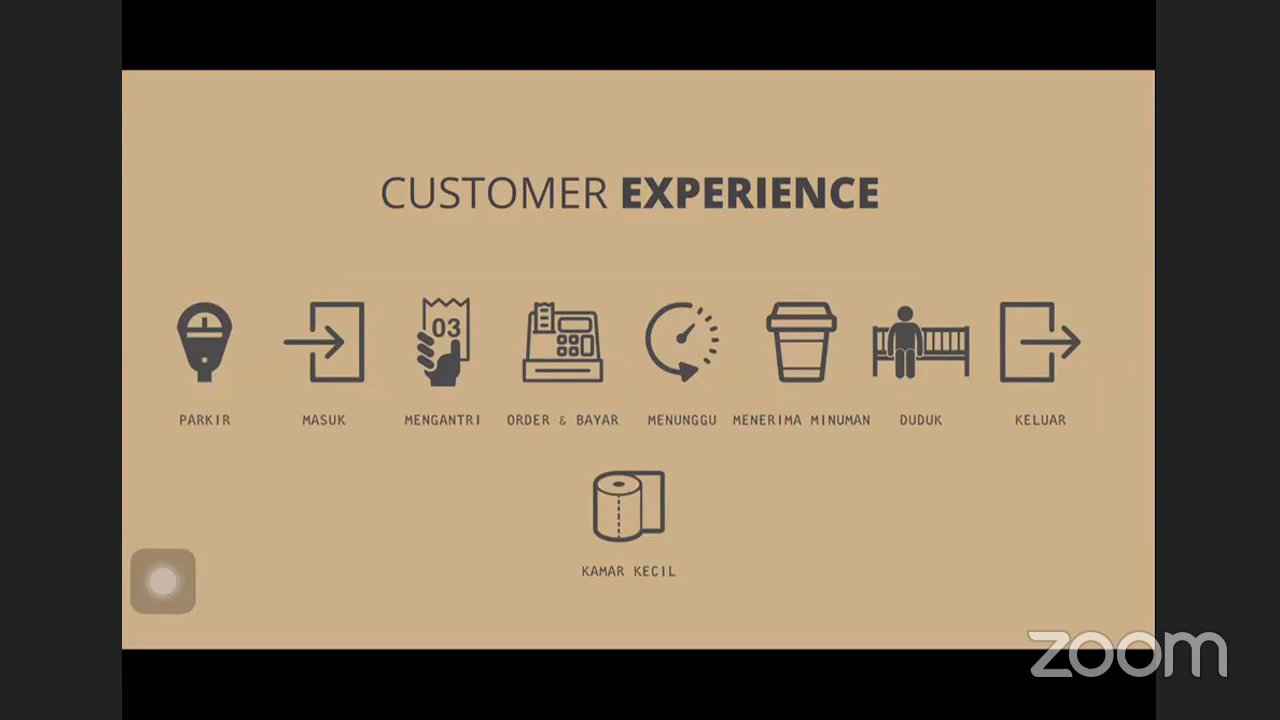 CUSTOMER EXPERIENCE
03
PARKIR
MASUK
MENGANTRI
ORDER & BAYAR
MENUNGGU
MENERIMA MINUMAN
DUDUK
KELUAR
KAMAR KECIL
zoom